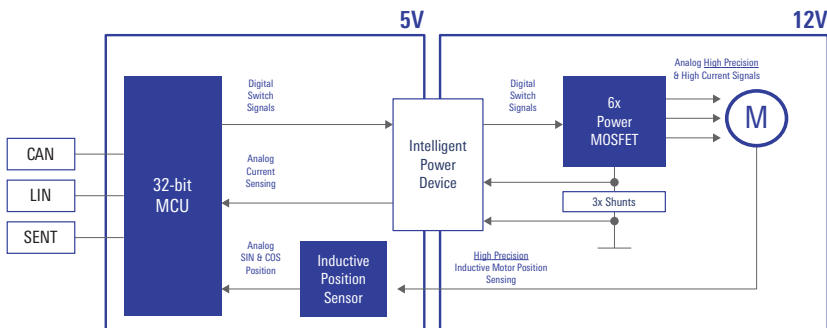 5V
12V
Digital
Switch
Signals
Digital
Switch
Signals
Analog High Precision
& High Current Signals
6x
Power
MOSFET
M
CAN
LIN
SENT
32-bit
MCU
Analog
Current
Sensing
Intelligent
Power
Device
3x Shunts
Analog
SIN & COS
Position
Inductive
Position
Sensor
High Precision
Inductive Motor Position
Sensing